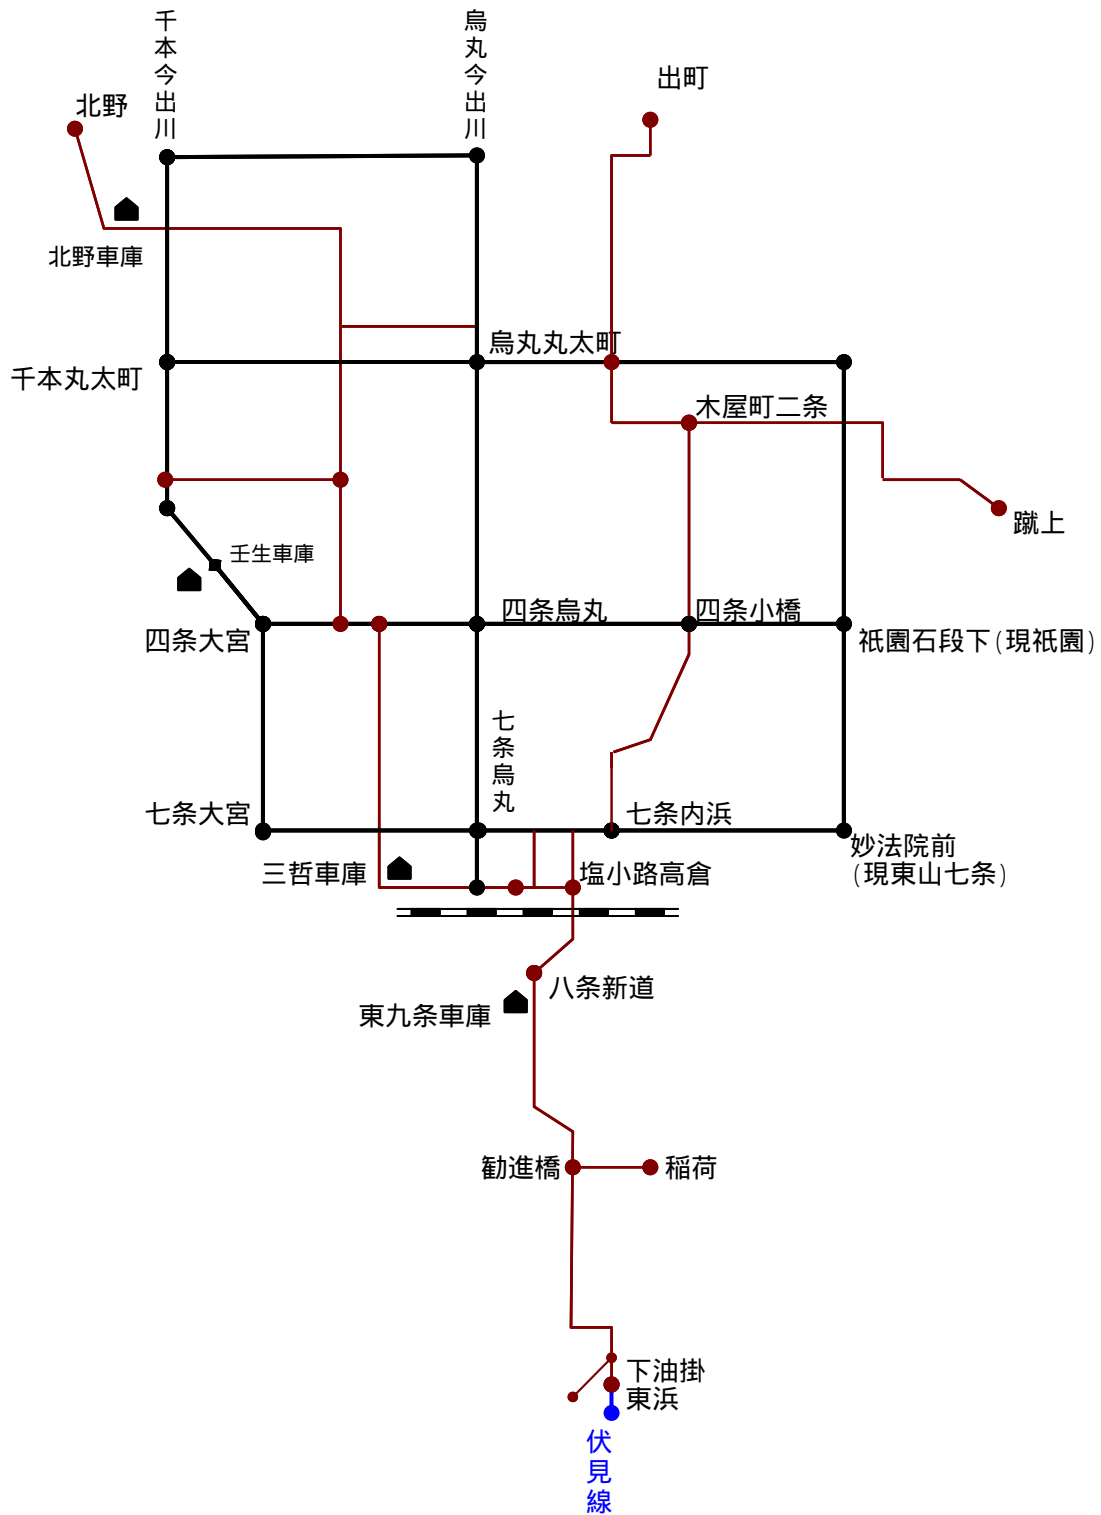 千本今出川
烏丸今出川
出町
北野
北野車庫
烏丸丸太町
千本丸太町
木屋町二条
蹴上
壬生車庫
四条烏丸
四条小橋
四条大宮
祇園石段下(現祇園)
七条烏丸
七条大宮
七条内浜
妙法院前
(現東山七条)
三哲車庫
塩小路高倉
八条新道
東九条車庫
勧進橋
稲荷
下油掛
東浜
伏見線